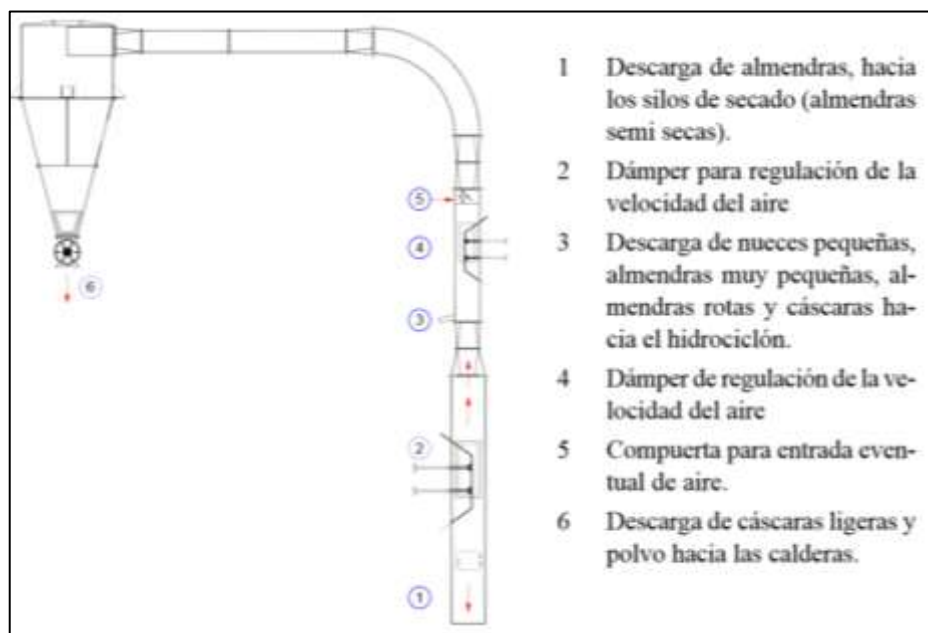 1 Descarga de almendras, hacia
los silos de secado (almendras
semi secas).
2 Dámper para regulación de la
velocidad del aire
3 Descarga de nueces pequeñas,
almendras muy pequeñas, al-
mendras rotas y cáscaras ha-
cia el hidrociclón.
4 Dámper de regulación de la ve-
locidad del aire
5 Compuerta para entrada even-
tual de aire.
6 Descarga de cáscaras ligeras y
polvo hacia las calderas.
5
4
6
3
2
1